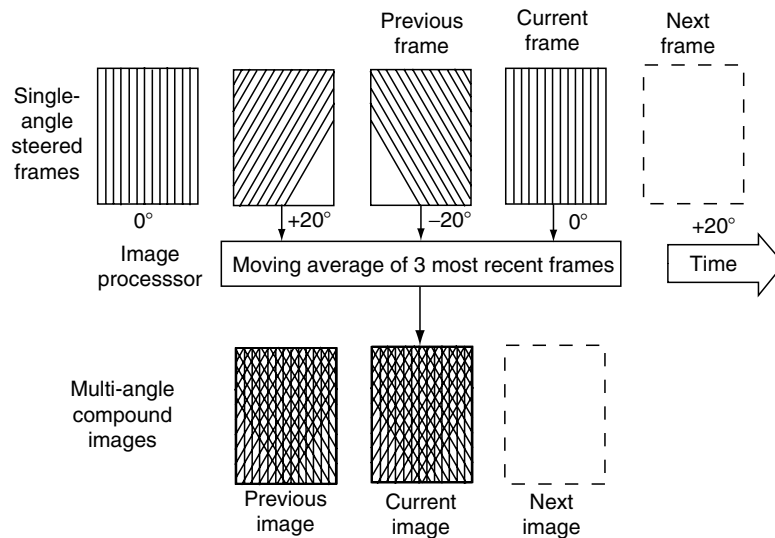 Previous
frame
Current
frame
Next
frame
Single-
angle
steered
frames
0°
+20°
–20°
0°
+20°
Image
processsor
Moving average of 3 most recent frames
Time
Multi-angle
compound
images
Previous
image
Current
image
Next
image